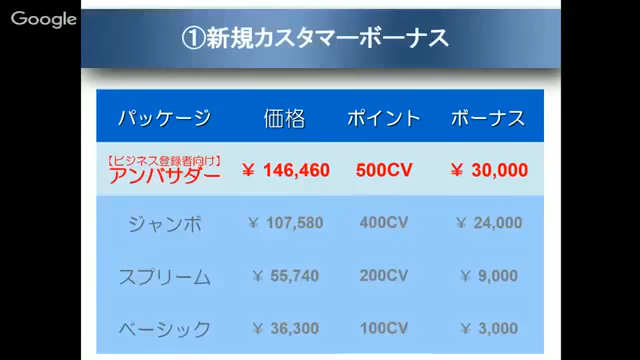 Google
①新規カスタマーボーナス
パッケージ 価格 ポイント ボーナス
【ビジネス登録者向け】
アンバサダー ¥ 146,460 500CV ¥ 30,000
ジャンボ ¥ 107,580 400CV ¥ 24,000
スプリーム ¥ 55,740 200CV ¥ 9,000
ベーシック ¥ 36,300 100CV ¥ 3,000